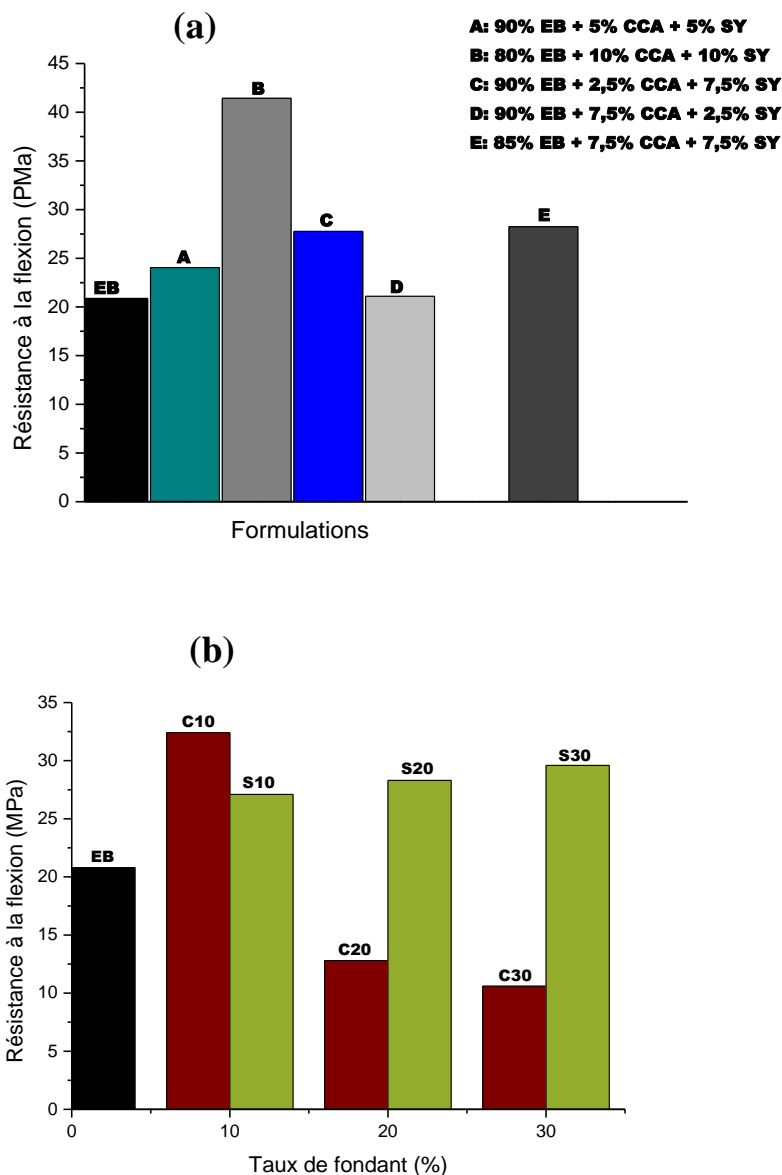 (a)
A: 90% EB + 5% CCA + 5% SY
B: 80% EB + 10% CCA + 10% SY
C: 90% EB + 2,5% CCA + 7,5% SY
D: 90% EB + 7,5% CCA + 2,5% SY
E: 85% EB + 7,5% CCA + 7,5% SY
Résistance à la flexion (PMa)
45
40
35
30
25
20
15
10
5
0
EB
A
B
C
D
E
Formulations
(b)
Résistance à la flexion (MPa)
35
30
25
20
15
10
5
0
EB
C10
S10
C20
S20
C30
S30
0
10
20
30
Taux de fondant (%)